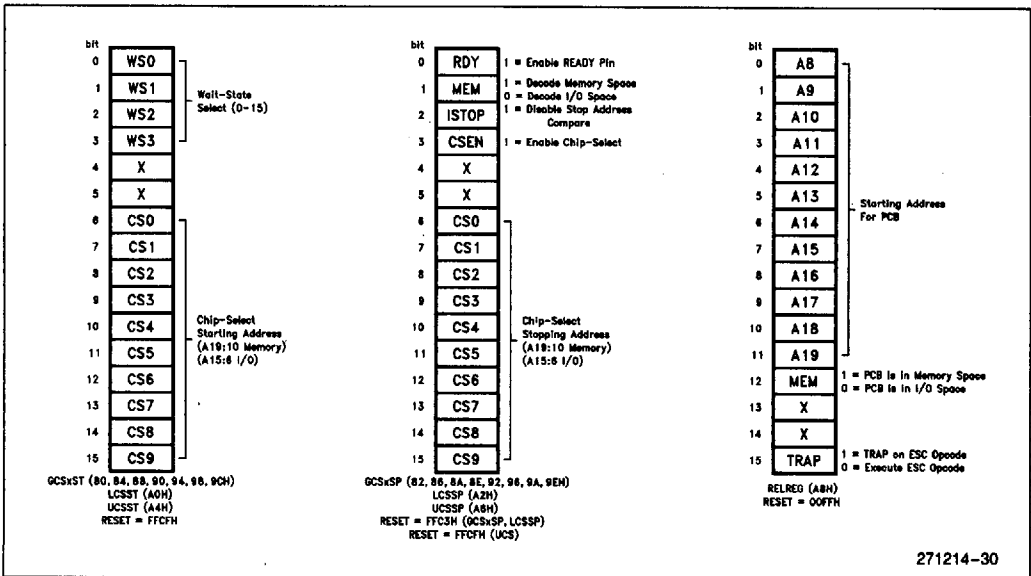 bit
0 WS0
1 WS1
2 WS2
3 WS3
4 X
5 X
6 CS0
7 CS1
8 CS2
9 CS3
10 CS4
11 CS5
12 CS6
13 CS7
14 CS8
15 CS9
Wait-State
Select (0-15)
Chip-Select
Starting Address
(A19:10 Memory)
(A15:6 I/O)
GCSxST (80, 84, 88, 90, 94, 98, 9CH)
LCSST (A0H)
UCSST (A4H)
RESET = FFCFH
bit
0 RDY 1 = Enable READY Pin
1 MEM 1 = Decode Memory Space
0 = Decode I/O Space
2 ISTOP 1 = Disable Stop Address
Compare
3 CSEN 1 = Enable Chip-Select
4 X
5 X
6 CS0
7 CS1
8 CS2
9 CS3
10 CS4
11 CS5
12 CS6
13 CS7
14 CS8
15 CS9
Chip-Select
Stopping Address
(A19:10 Memory)
(A15:6 I/O)
GCSxSP (82, 86, 8A, 8E, 92, 96, 9A, 9EH)
LCSSP (A2H)
UCSSP (A6H)
RESET = FFC3H (GCSxSP, LCSSP)
RESET = FFCFH (UCS)
bit
0 A8
1 A9
2 A10
3 A11
4 A12
5 A13
6 A14
7 A15
8 A16
9 A17
10 A18
11 A19
Starting Address
For PCB
12 MEM 1 = PCB is in Memory Space
0 = PCB is in I/O Space
13 X
14 X
15 TRAP 1 = TRAP on ESC Opcode
0 = Execute ESC Opcode
RELREG (A8H)
RESET = 00FFH
271214-30